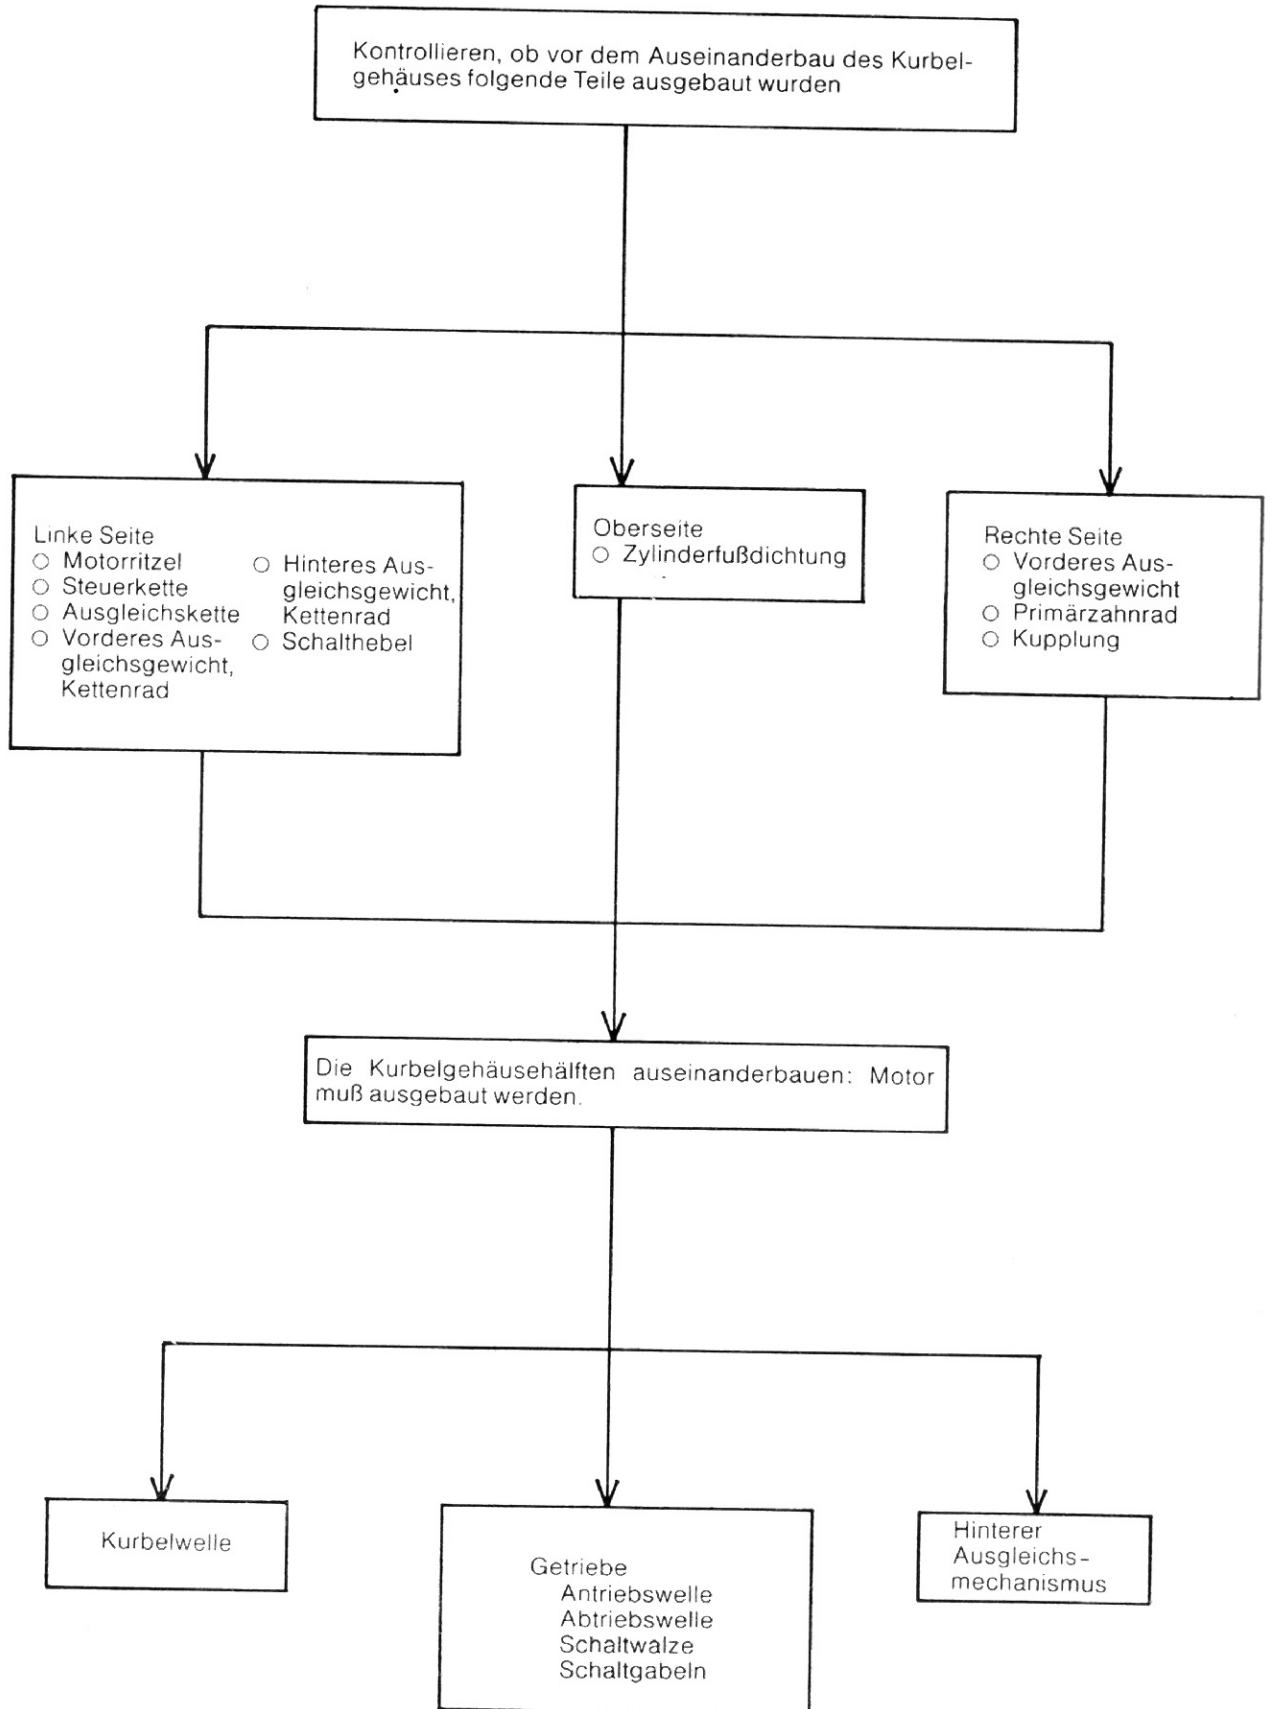 Kontrollieren, ob vor dem Auseinanderbau des Kurbel-
gehäuses folgende Teile ausgebaut wurden
Linke Seite
○ Motorritzel
○ Steuerkette
○ Ausgleichskette
○ Vorderes Aus-
gleichsgewicht,
Kettenrad
○ Hinteres Aus-
gleichsgewicht,
Kettenrad
○ Schalthebel
Oberseite
○ Zylinderfußdichtung
Rechte Seite
○ Vorderes Aus-
gleichsgewicht
○ Primärzahnrad
○ Kupplung
Die Kurbelgehäusehälften auseinanderbauen: Motor
muß ausgebaut werden.
Kurbelwelle
Getriebe
Antriebswelle
Abtriebswelle
Schaltwalze
Schaltgabeln
Hinterer
Ausgleichs-
mechanismus